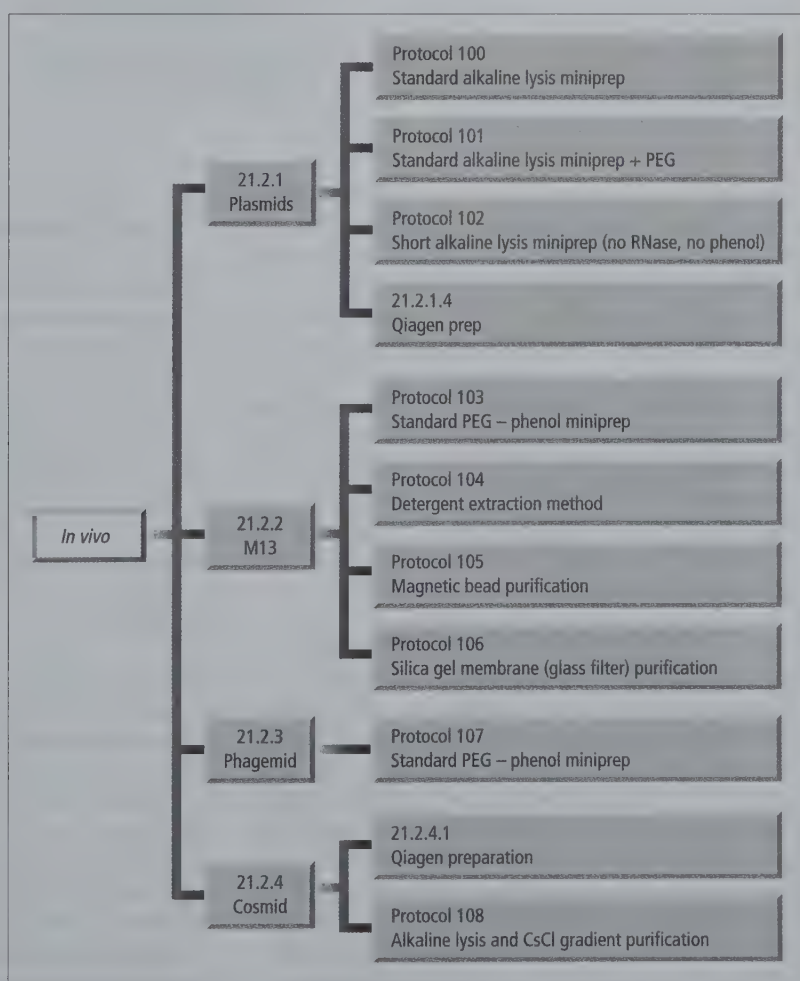 Protocol 100
Standard alkaline lysis miniprep
Protocol 101
Standard alkaline lysis miniprep + PEG
21.2.1
Plasmids
Protocol 102
Short alkaline lysis miniprep (no RNase, no phenol)
21.2.1.4
Qiagen prep
Protocol 103
Standard PEG – phenol miniprep
Protocol 104
Detergent extraction method
In vivo
21.2.2
M13
Protocol 105
Magnetic bead purification
Protocol 106
Silica gel membrane (glass filter) purification
21.2.3
Phagemid
Protocol 107
Standard PEG – phenol miniprep
21.2.4.1
Qiagen preparation
21.2.4
Cosmid
Protocol 108
Alkaline lysis and CsCl gradient purification